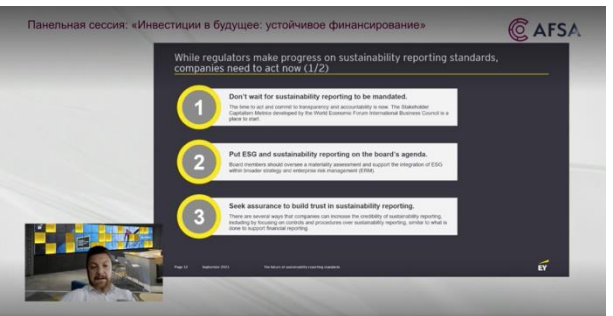 Панельная сессия: «Инвестиции в будущее: устойчивое финансирование»
AFSA
While regulators make progress on sustainability reporting standards,
companies need to act now (1/2)
1
Don't wait for sustainability reporting to be mandated.
The time to act and commit to transparency and accountability is now. The Stakeholder
Capitalism Metrics developed by the World Economic Forum International Business Council is a
place to start.
2
Put ESG and sustainability reporting on the board's agenda.
Board members should oversee a materiality assessment and support the integration of ESG
within broader strategy and enterprise risk management (ERM).
3
Seek assurance to build trust in sustainability reporting.
There are several ways that companies can increase the credibility of sustainability reporting,
including by focusing on controls and procedures over sustainability reporting, similar to what is
done to support financial reporting
Page 13 September 2021 The future of sustainability reporting standards
EY